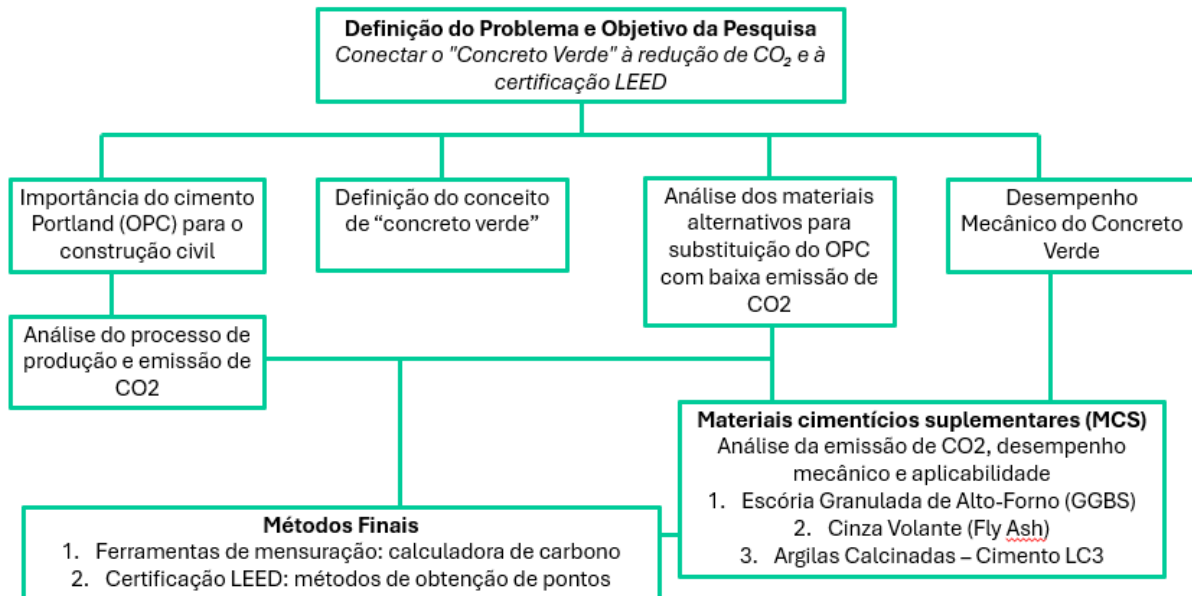 Definição do Problema e Objetivo da Pesquisa
Conectar o "Concreto Verde" à redução de CO₂ e à
certificação LEED
Importância do cimento
Portland (OPC) para o
construção civil
Definição do conceito
de “concreto verde”
Análise dos materiais
alternativos para
substituição do OPC
com baixa emissão de
CO2
Desempenho
Mecânico do Concreto
Verde
Análise do processo de
produção e emissão de
CO2
Materiais cimentícios suplementares (MCS)
Análise da emissão de CO2, desempenho
mecânico e aplicabilidade
1. Escória Granulada de Alto-Forno (GGBS)
2. Cinza Volante (Fly Ash)
3. Argilas Calcinadas – Cimento LC3
Métodos Finais
1. Ferramentas de mensuração: calculadora de carbono
2. Certificação LEED: métodos de obtenção de pontos